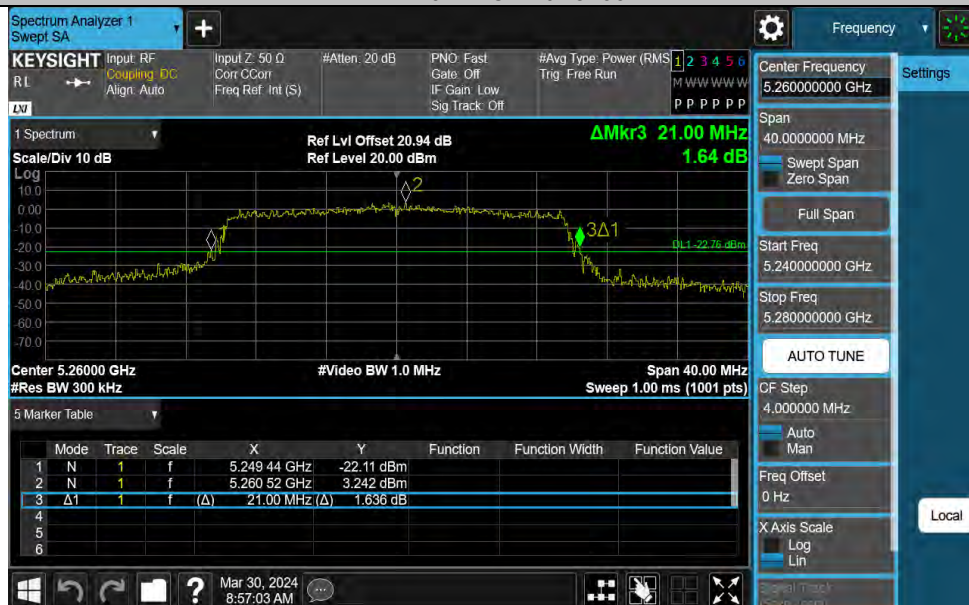 Spectrum Analyzer 1
Swept SA
+
Frequency
KEYSIGHT
RL
LXI
Input: RF
Coupling: DC
Align: Auto
Input Z: 50 Ω
Corr CCorr
Freq Ref: Int (S)
#Atten: 20 dB
PNO: Fast
Gate: Off
IF Gain: Low
Sig Track: Off
#Avg Type: Power (RMS
Trig: Free Run
1 2 3 4 5 6
M W W W W W
P P P P P P
1 Spectrum
Scale/Div 10 dB
Ref Lvl Offset 20.94 dB
Ref Level 20.00 dBm
ΔMkr3 21.00 MHz
1.64 dB
Log
10.0
0.00
-10.0
-20.0
-30.0
-40.0
-50.0
-60.0
-70.0
1
2
3Δ1
DL1 -22.76 dBm
Center 5.26000 GHz
#Res BW 300 kHz
#Video BW 1.0 MHz
Span 40.00 MHz
Sweep 1.00 ms (1001 pts)
5 Marker Table
Mode Trace Scale X Y Function Function Width Function Value
1 N 1 f 5.249 44 GHz -22.11 dBm
2 N 1 f 5.260 52 GHz 3.242 dBm
3 Δ1 1 f (Δ) 21.00 MHz (Δ) 1.636 dB
4
5
6
?
Mar 30, 2024
8:57:03 AM
Center Frequency
5.260000000 GHz
Span
40.0000000 MHz
Swept Span
Zero Span
Full Span
Start Freq
5.240000000 GHz
Stop Freq
5.280000000 GHz
AUTO TUNE
CF Step
4.000000 MHz
Auto
Man
Freq Offset
0 Hz
X Axis Scale
Log
Lin
Signal Track
Settings
Local